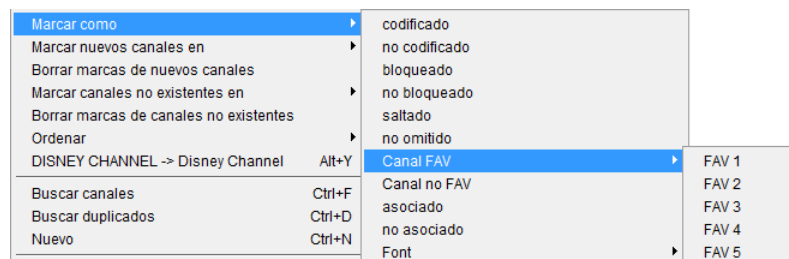 Marcar como
Marcar nuevos canales en
Borrar marcas de nuevos canales
Marcar canales no existentes en
Borrar marcas de canales no existentes
Ordenar
DISNEY CHANNEL -> Disney Channel Alt+Y
Buscar canales Ctrl+F
Buscar duplicados Ctrl+D
Nuevo Ctrl+N
codificado
no codificado
bloqueado
no bloqueado
saltado
no omitido
Canal FAV
Canal no FAV
asociado
no asociado
Font
FAV 1
FAV 2
FAV 3
FAV 4
FAV 5